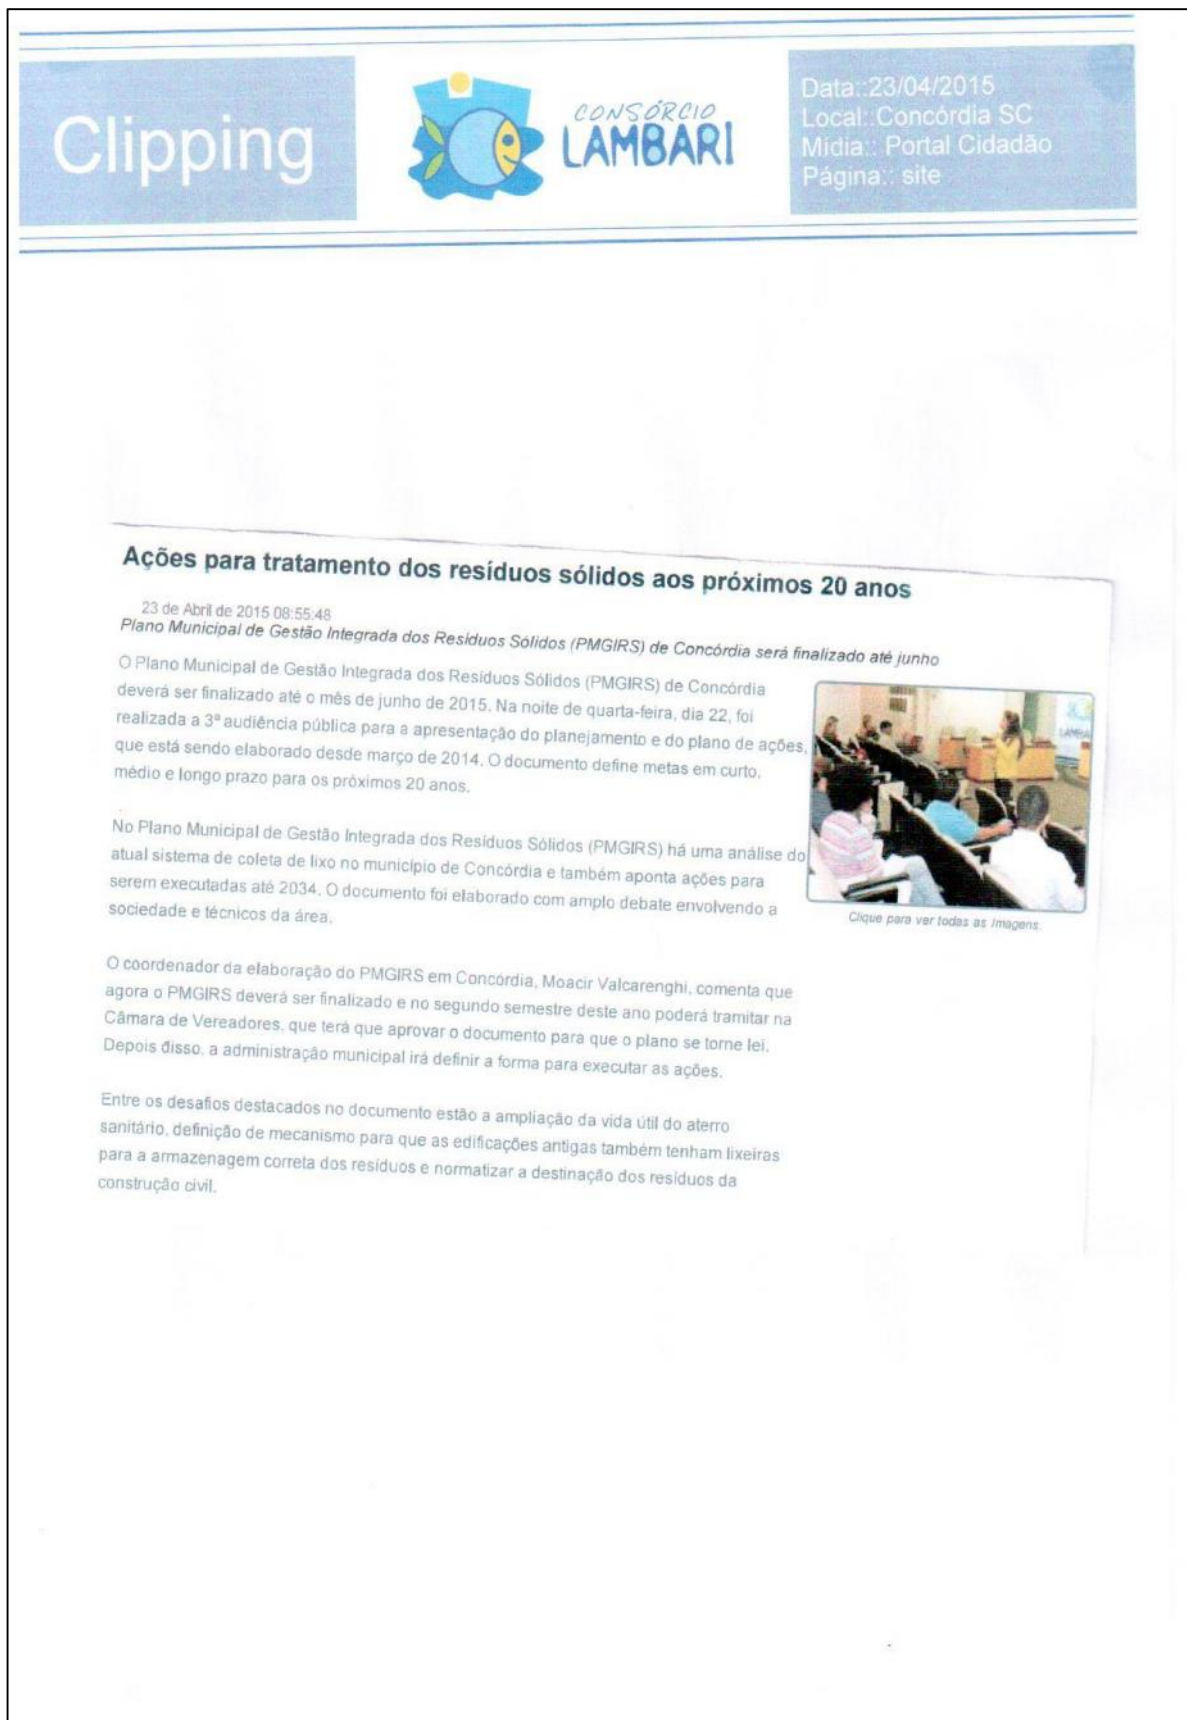 Clipping
CONSÓRCIO
LAMBARI
Data::23/04/2015
Local::Concórdia SC
Mídia:: Portal Cidadão
Página:: site
Ações para tratamento dos resíduos sólidos aos próximos 20 anos
23 de Abril de 2015 08:55:48
Plano Municipal de Gestão Integrada dos Resíduos Sólidos (PMGIRS) de Concórdia será finalizado até junho
O Plano Municipal de Gestão Integrada dos Resíduos Sólidos (PMGIRS) de Concórdia
deverá ser finalizado até o mês de junho de 2015. Na noite de quarta-feira, dia 22, foi
realizada a 3ª audiência pública para a apresentação do planejamento e do plano de ações,
que está sendo elaborado desde março de 2014. O documento define metas em curto,
médio e longo prazo para os próximos 20 anos.
LAMBA
Clique para ver todas as Imagens.
No Plano Municipal de Gestão Integrada dos Resíduos Sólidos (PMGIRS) há uma análise do
atual sistema de coleta de lixo no município de Concórdia e também aponta ações para
serem executadas até 2034. O documento foi elaborado com amplo debate envolvendo a
sociedade e técnicos da área.
O coordenador da elaboração do PMGIRS em Concórdia, Moacir Valcarenghi, comenta que
agora o PMGIRS deverá ser finalizado e no segundo semestre deste ano poderá tramitar na
Câmara de Vereadores, que terá que aprovar o documento para que o plano se torne lei.
Depois disso, a administração municipal irá definir a forma para executar as ações.
Entre os desafios destacados no documento estão a ampliação da vida útil do aterro
sanitário, definição de mecanismo para que as edificações antigas também tenham lixeiras
para a armazenagem correta dos resíduos e normatizar a destinação dos resíduos da
construção civil.